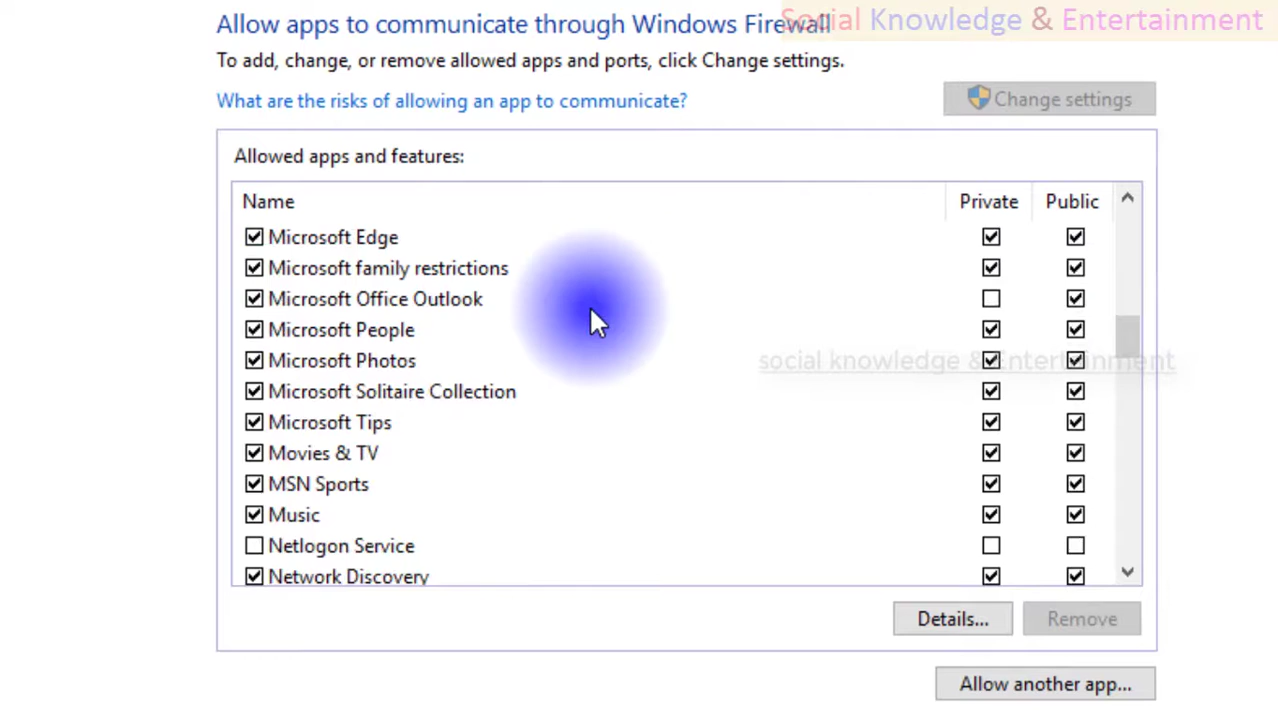 Social Knowledge & Entertainment
Allow apps to communicate through Windows Firewall
To add, change, or remove allowed apps and ports, click Change settings.
What are the risks of allowing an app to communicate?
Change settings
Allowed apps and features:
Name Private Public
Microsoft Edge
Microsoft family restrictions
Microsoft Office Outlook
Microsoft People
Microsoft Photos
social knowledge & Entertainment
Microsoft Solitaire Collection
Microsoft Tips
Movies & TV
MSN Sports
Music
Netlogon Service
Network Discovery
Details... Remove
Allow another app...